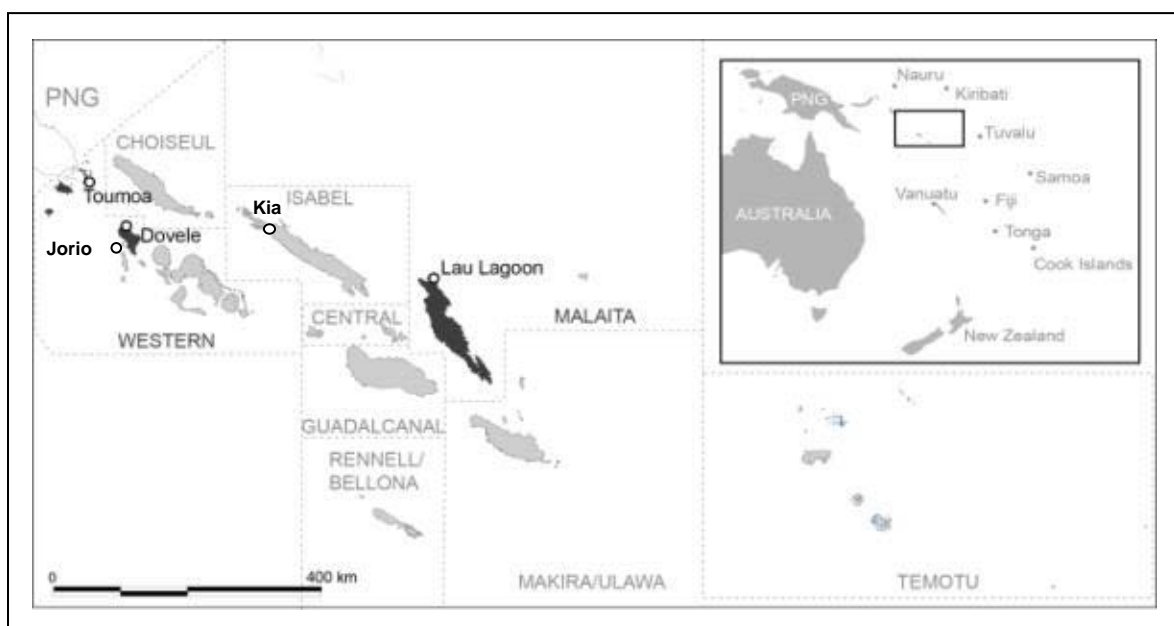 PNG
CHOISEUL
Toumoa
ISABEL
Kia
Jorio
Dovele
Lau Lagoon
CENTRAL
WESTERN
MALAITA
GUADALCANAL
RENNELL/
BELLONA
0 400 km
MAKIRA/ULAWA
TEMOTU
Nauru
PNG
Kiribati
Tuvalu
Samoa
Vanuatu
Fiji
AUSTRALIA
Tonga
Cook Islands
New Zealand